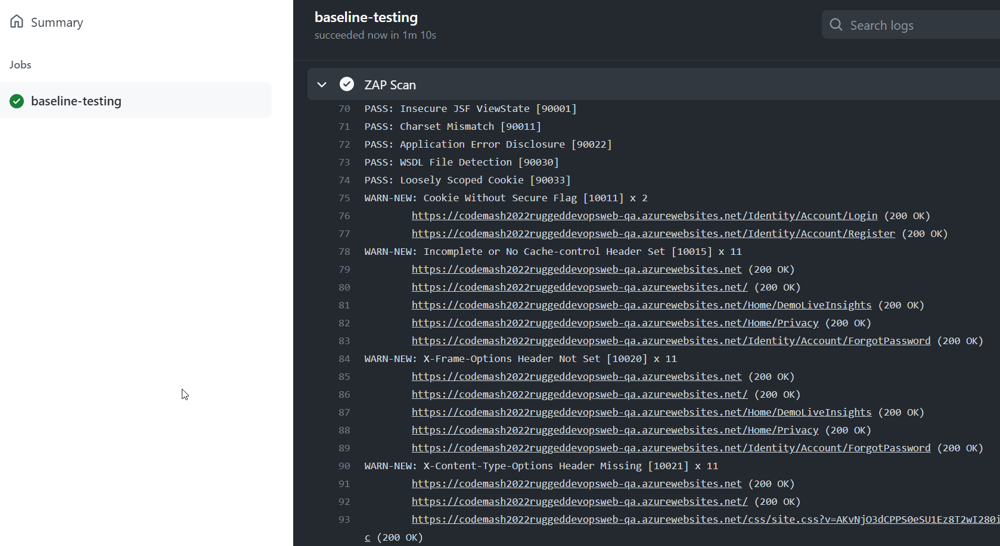 Summary
Jobs
baseline-testing
baseline-testing
succeeded now in 1m 10s
Search logs
ZAP Scan
70 PASS: Insecure JSF ViewState [90001]
71 PASS: Charset Mismatch [90011]
72 PASS: Application Error Disclosure [90022]
73 PASS: WSDL File Detection [90030]
74 PASS: Loosely Scoped Cookie [90033]
75 WARN-NEW: Cookie Without Secure Flag [10011] x 2
76 https://codemash2022ruggeddevopsweb-qa.azurewebsites.net/Identity/Account/Login (200 OK)
77 https://codemash2022ruggeddevopsweb-qa.azurewebsites.net/Identity/Account/Register (200 OK)
78 WARN-NEW: Incomplete or No Cache-control Header Set [10015] x 11
79 https://codemash2022ruggeddevopsweb-qa.azurewebsites.net (200 OK)
80 https://codemash2022ruggeddevopsweb-qa.azurewebsites.net/ (200 OK)
81 https://codemash2022ruggeddevopsweb-qa.azurewebsites.net/Home/DemoLiveInsights (200 OK)
82 https://codemash2022ruggeddevopsweb-qa.azurewebsites.net/Home/Privacy (200 OK)
83 https://codemash2022ruggeddevopsweb-qa.azurewebsites.net/Identity/Account/ForgotPassword (200 OK)
84 WARN-NEW: X-Frame-Options Header Not Set [10020] x 11
85 https://codemash2022ruggeddevopsweb-qa.azurewebsites.net (200 OK)
86 https://codemash2022ruggeddevopsweb-qa.azurewebsites.net/ (200 OK)
87 https://codemash2022ruggeddevopsweb-qa.azurewebsites.net/Home/DemoLiveInsights (200 OK)
88 https://codemash2022ruggeddevopsweb-qa.azurewebsites.net/Home/Privacy (200 OK)
89 https://codemash2022ruggeddevopsweb-qa.azurewebsites.net/Identity/Account/ForgotPassword (200 OK)
90 WARN-NEW: X-Content-Type-Options Header Missing [10021] x 11
91 https://codemash2022ruggeddevopsweb-qa.azurewebsites.net (200 OK)
92 https://codemash2022ruggeddevopsweb-qa.azurewebsites.net/ (200 OK)
93 https://codemash2022ruggeddevopsweb-qa.azurewebsites.net/css/site.css?v=AKvNjO3dCPPS0eSU1Ez8T2wI280i
c (200 OK)